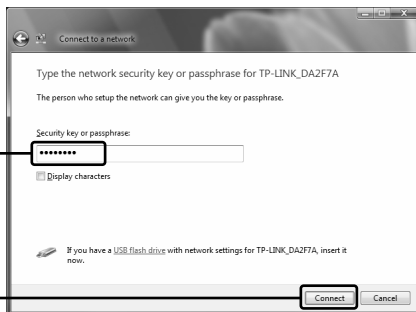 Connect to a network
Type the network security key or passphrase for TP-LINK_DA2F7A
The person who setup the network can give you the key or passphrase.
Security key or passphrase:
••••••••
Display characters
If you have a USB flash drive with network settings for TP-LINK_DA2F7A, insert it
now.
Connect Cancel